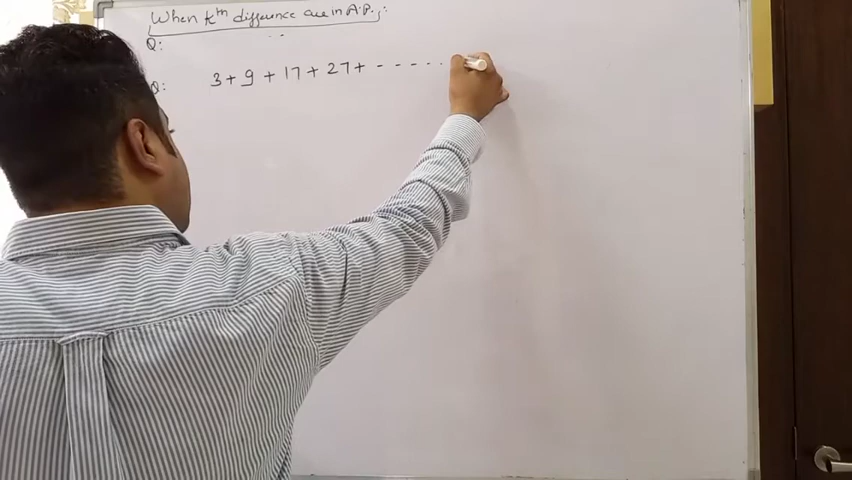 When kth difference are in A.P.;:
Q:
Q: 3 + 9 + 17 + 27 + - - - - .